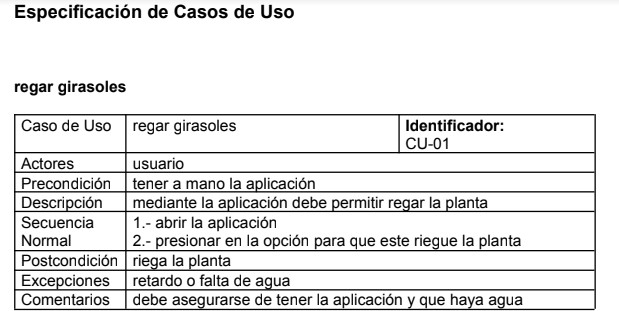 Especificación de Casos de Uso
regar girasoles
Caso de Uso regar girasoles Identificador:
CU-01
Actores usuario
Precondición tener a mano la aplicación
Descripción mediante la aplicación debe permitir regar la planta
Secuencia 1.- abrir la aplicación
Normal 2.- presionar en la opción para que este riegue la planta
Postcondición riega la planta
Excepciones retardo o falta de agua
Comentarios debe asegurarse de tener la aplicación y que haya agua